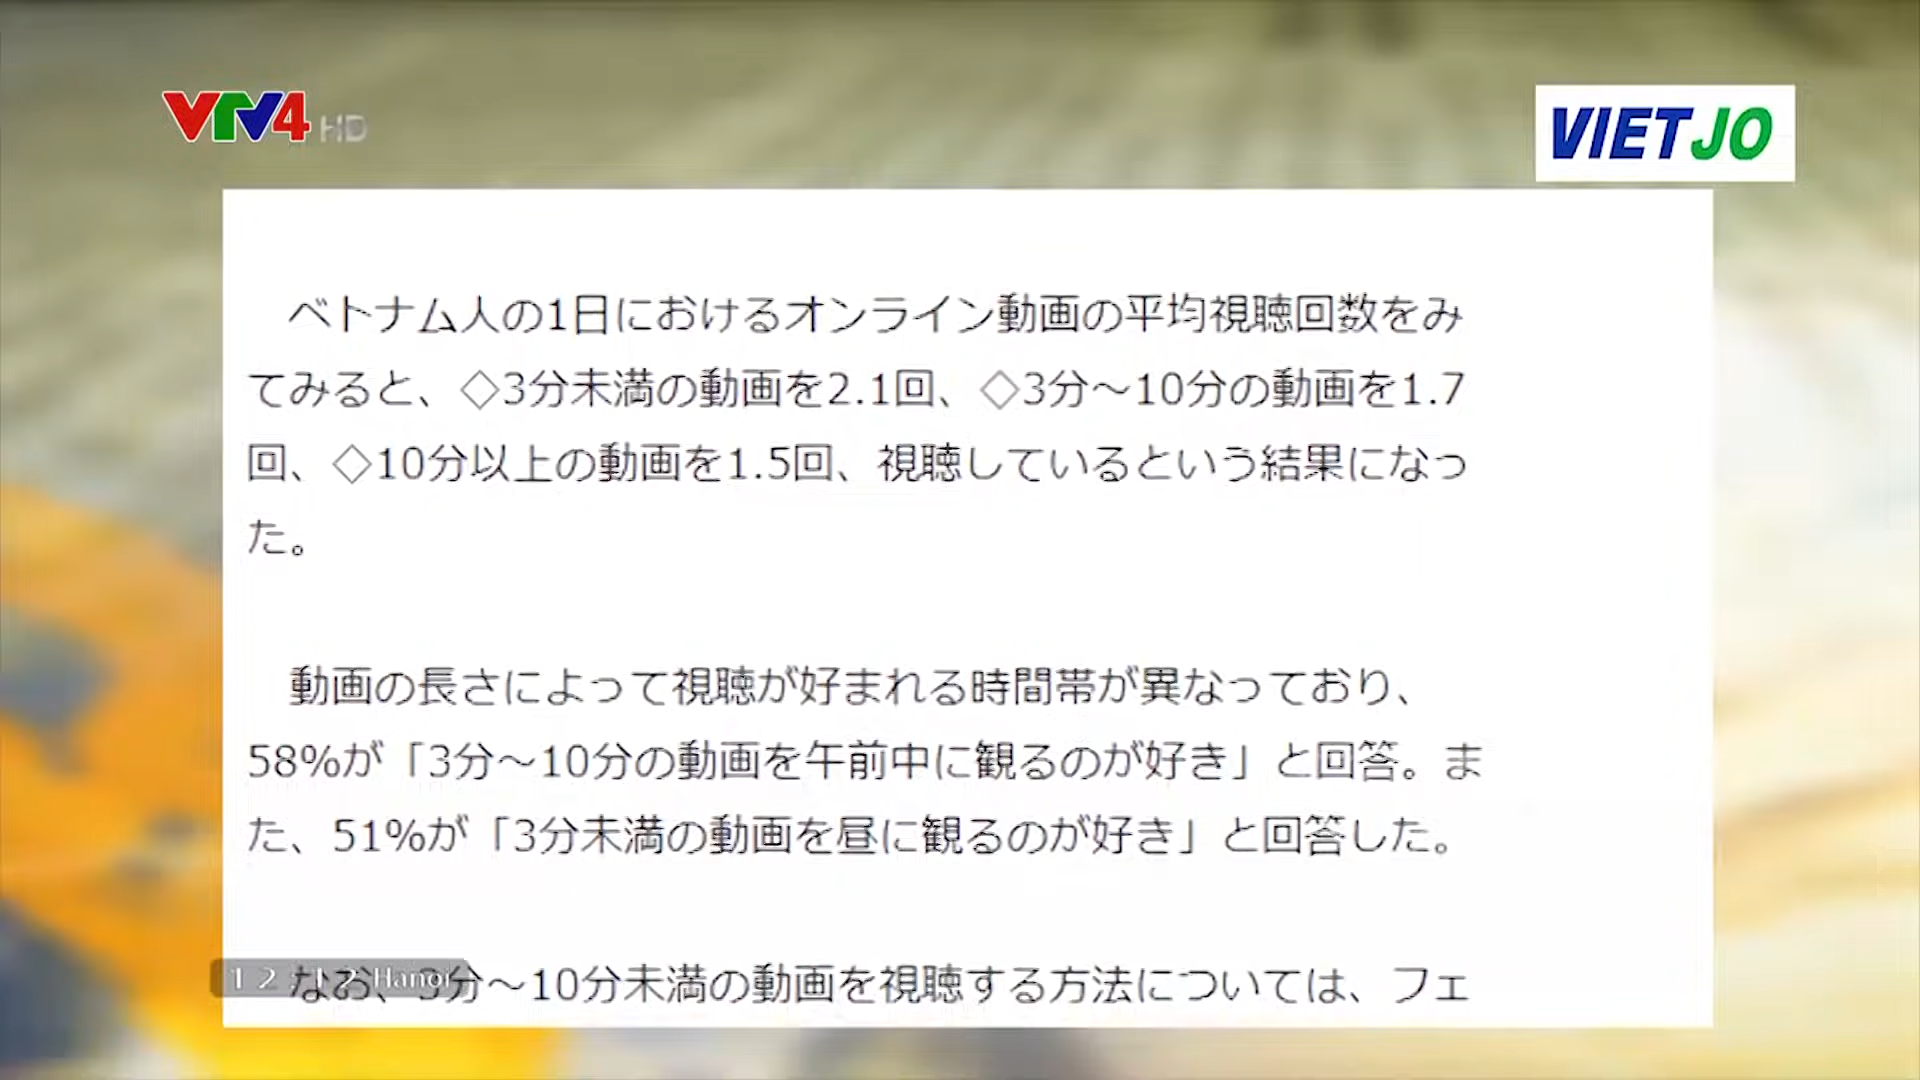 VTV4 HD
VIETJO
ベトナム人の1日におけるオンライン動画の平均視聴回数をみ
てみると、◇3分未満の動画を2.1回、◇3分～10分の動画を1.7
回、◇10分以上の動画を1.5回、視聴しているという結果になっ
た。
動画の長さによって視聴が好まれる時間帯が異なっており、
58%が「3分～10分の動画を午前中に観るのが好き」と回答。ま
た、51%が「3分未満の動画を昼に観るのが好き」と回答した。
なお、3分～10分未満の動画を視聴する方法については、フェ
Hanoi